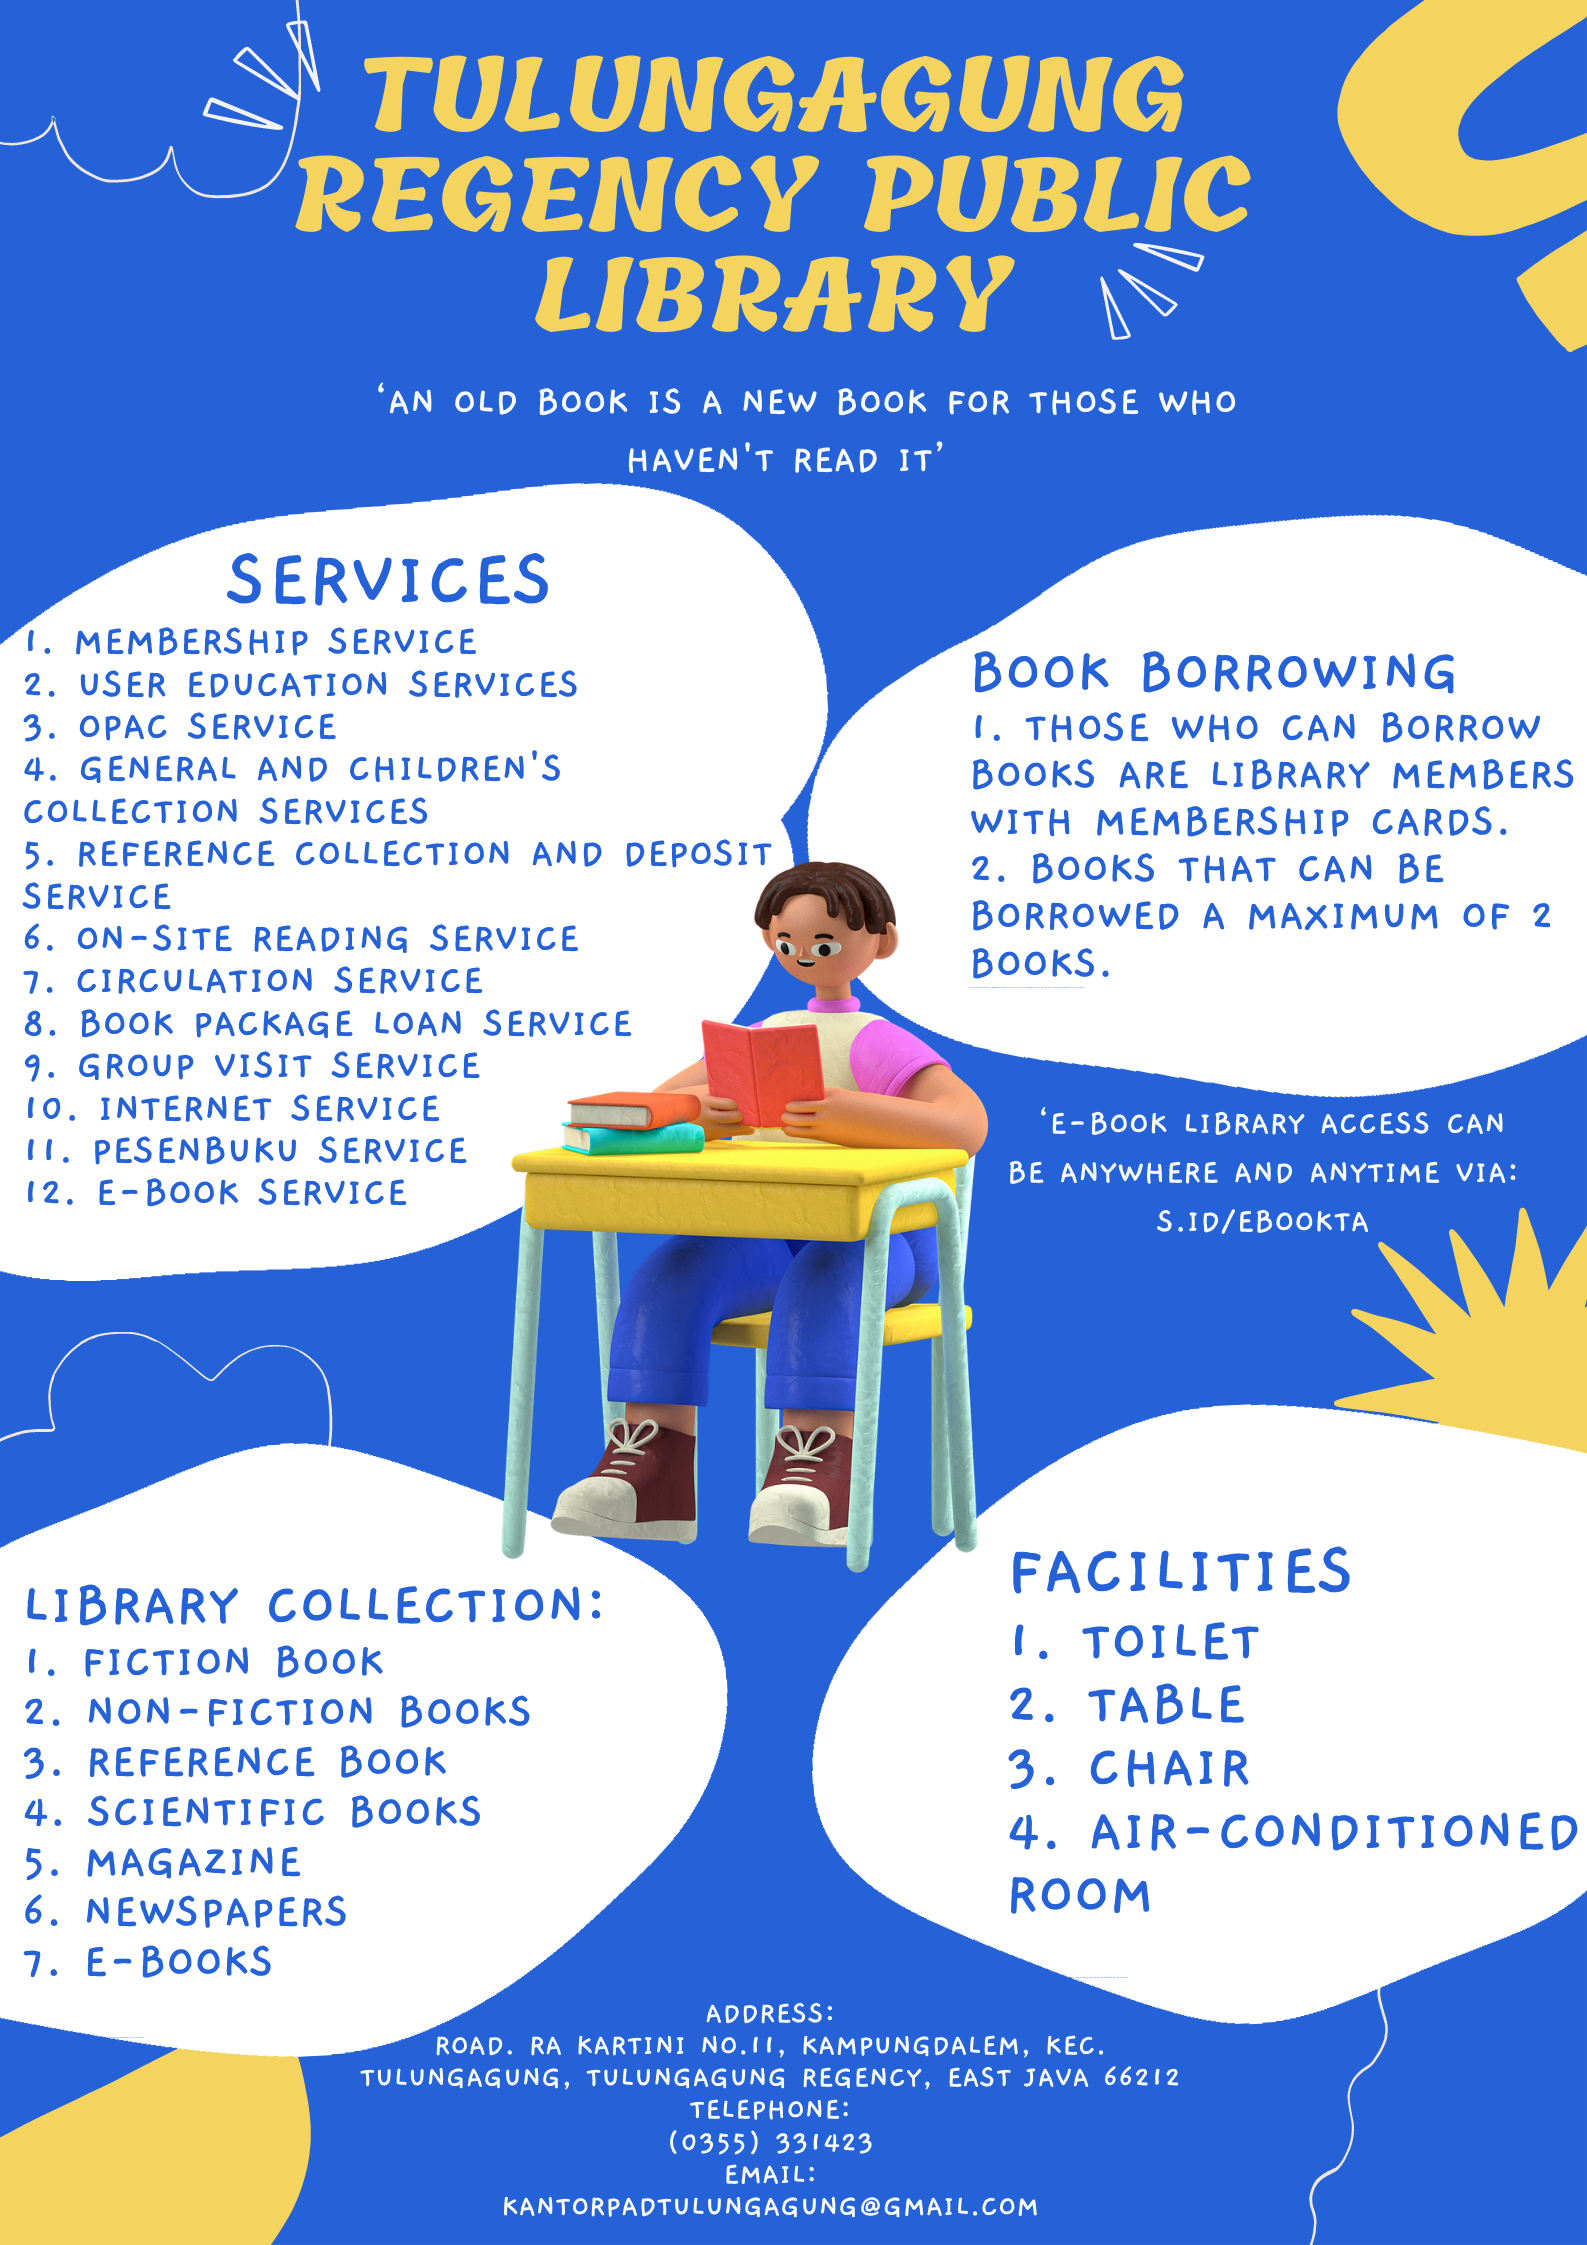 TULUNGAGUNG
REGENCY PUBLIC
LIBRARY
‘AN OLD BOOK IS A NEW BOOK FOR THOSE WHO
HAVEN'T READ IT’
SERVICES
1. MEMBERSHIP SERVICE
2. USER EDUCATION SERVICES
3. OPAC SERVICE
4. GENERAL AND CHILDREN'S
COLLECTION SERVICES
5. REFERENCE COLLECTION AND DEPOSIT
SERVICE
6. ON-SITE READING SERVICE
7. CIRCULATION SERVICE
8. BOOK PACKAGE LOAN SERVICE
9. GROUP VISIT SERVICE
10. INTERNET SERVICE
11. PESENBUKU SERVICE
12. E-BOOK SERVICE
BOOK BORROWING
1. THOSE WHO CAN BORROW
BOOKS ARE LIBRARY MEMBERS
WITH MEMBERSHIP CARDS.
2. BOOKS THAT CAN BE
BORROWED A MAXIMUM OF 2
BOOKS.
‘E-BOOK LIBRARY ACCESS CAN
BE ANYWHERE AND ANYTIME VIA:
S.ID/EBOOKTA
LIBRARY COLLECTION:
1. FICTION BOOK
2. NON-FICTION BOOKS
3. REFERENCE BOOK
4. SCIENTIFIC BOOKS
5. MAGAZINE
6. NEWSPAPERS
7. E-BOOKS
FACILITIES
1. TOILET
2. TABLE
3. CHAIR
4. AIR-CONDITIONED
ROOM
ADDRESS:
ROAD. RA KARTINI NO.11, KAMPUNGDALEM, KEC.
TULUNGAGUNG, TULUNGAGUNG REGENCY, EAST JAVA 66212
TELEPHONE:
(0355) 331423
EMAIL:
KANTORPADTULUNGAGUNG@GMAIL.COM